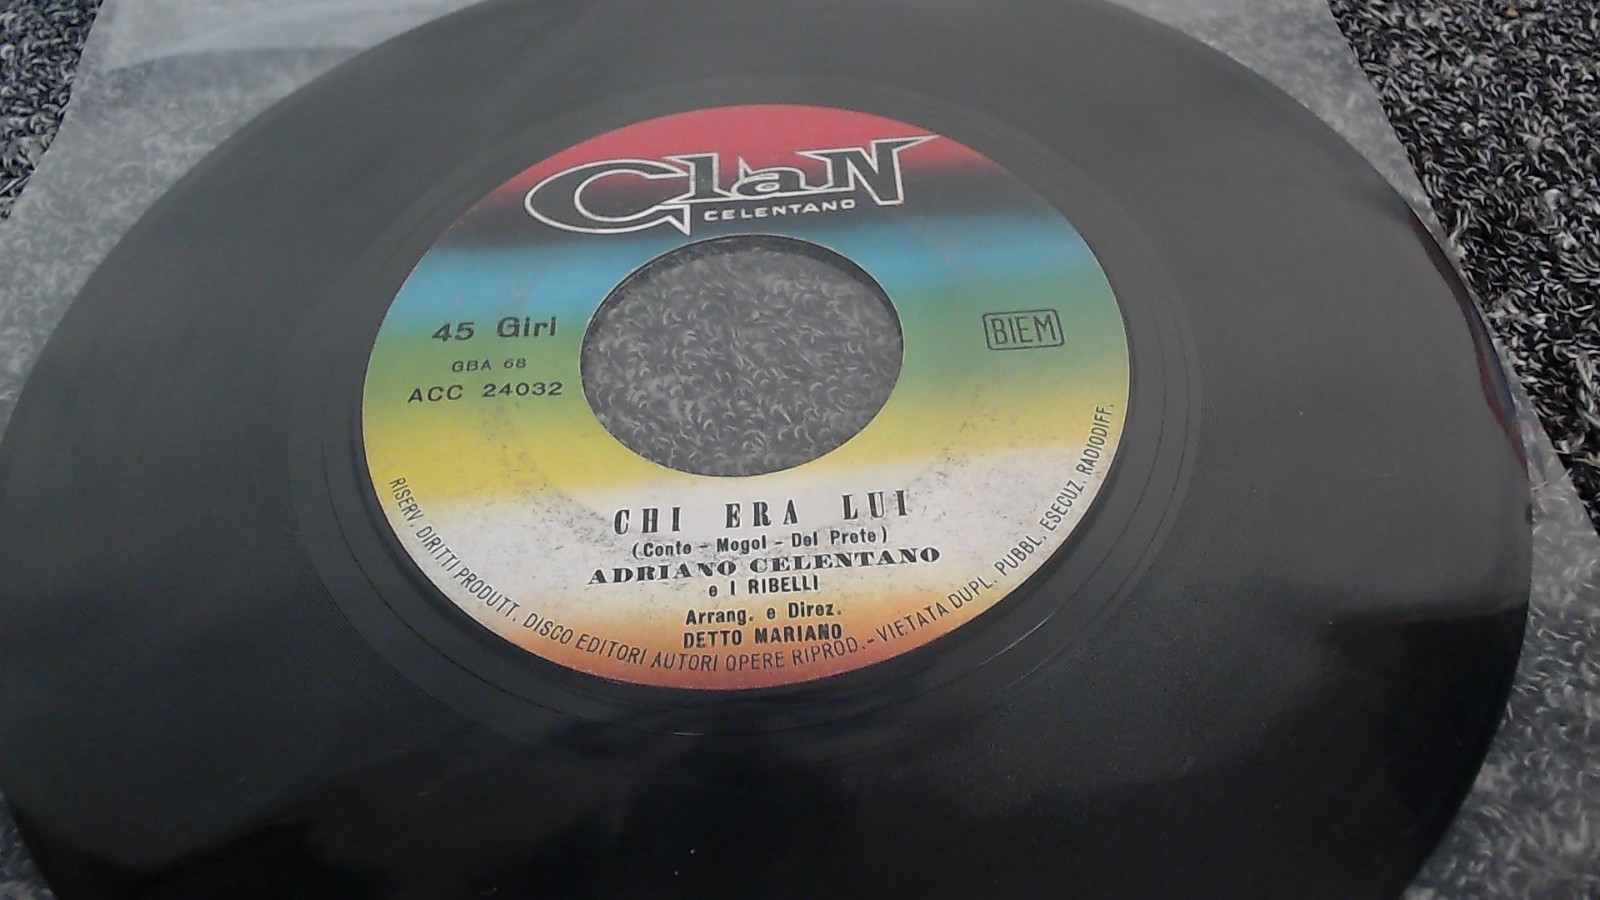 Clan
CELENTANO
45 Giri
GBA 68
ACC 24032
BIEM
CHI ERA LUI
(Conte - Mogol - Del Prete)
ADRIANO CELENTANO
e I RIBELLI
Arrang. e Direz.
DETTO MARIANO
RISERV. DIRITTI PRODUTT. DISCO EDITORI AUTORI OPERE RIPROD.-VIETATA DUPL. PUBBL. ESECUZ. RADIODIFF.